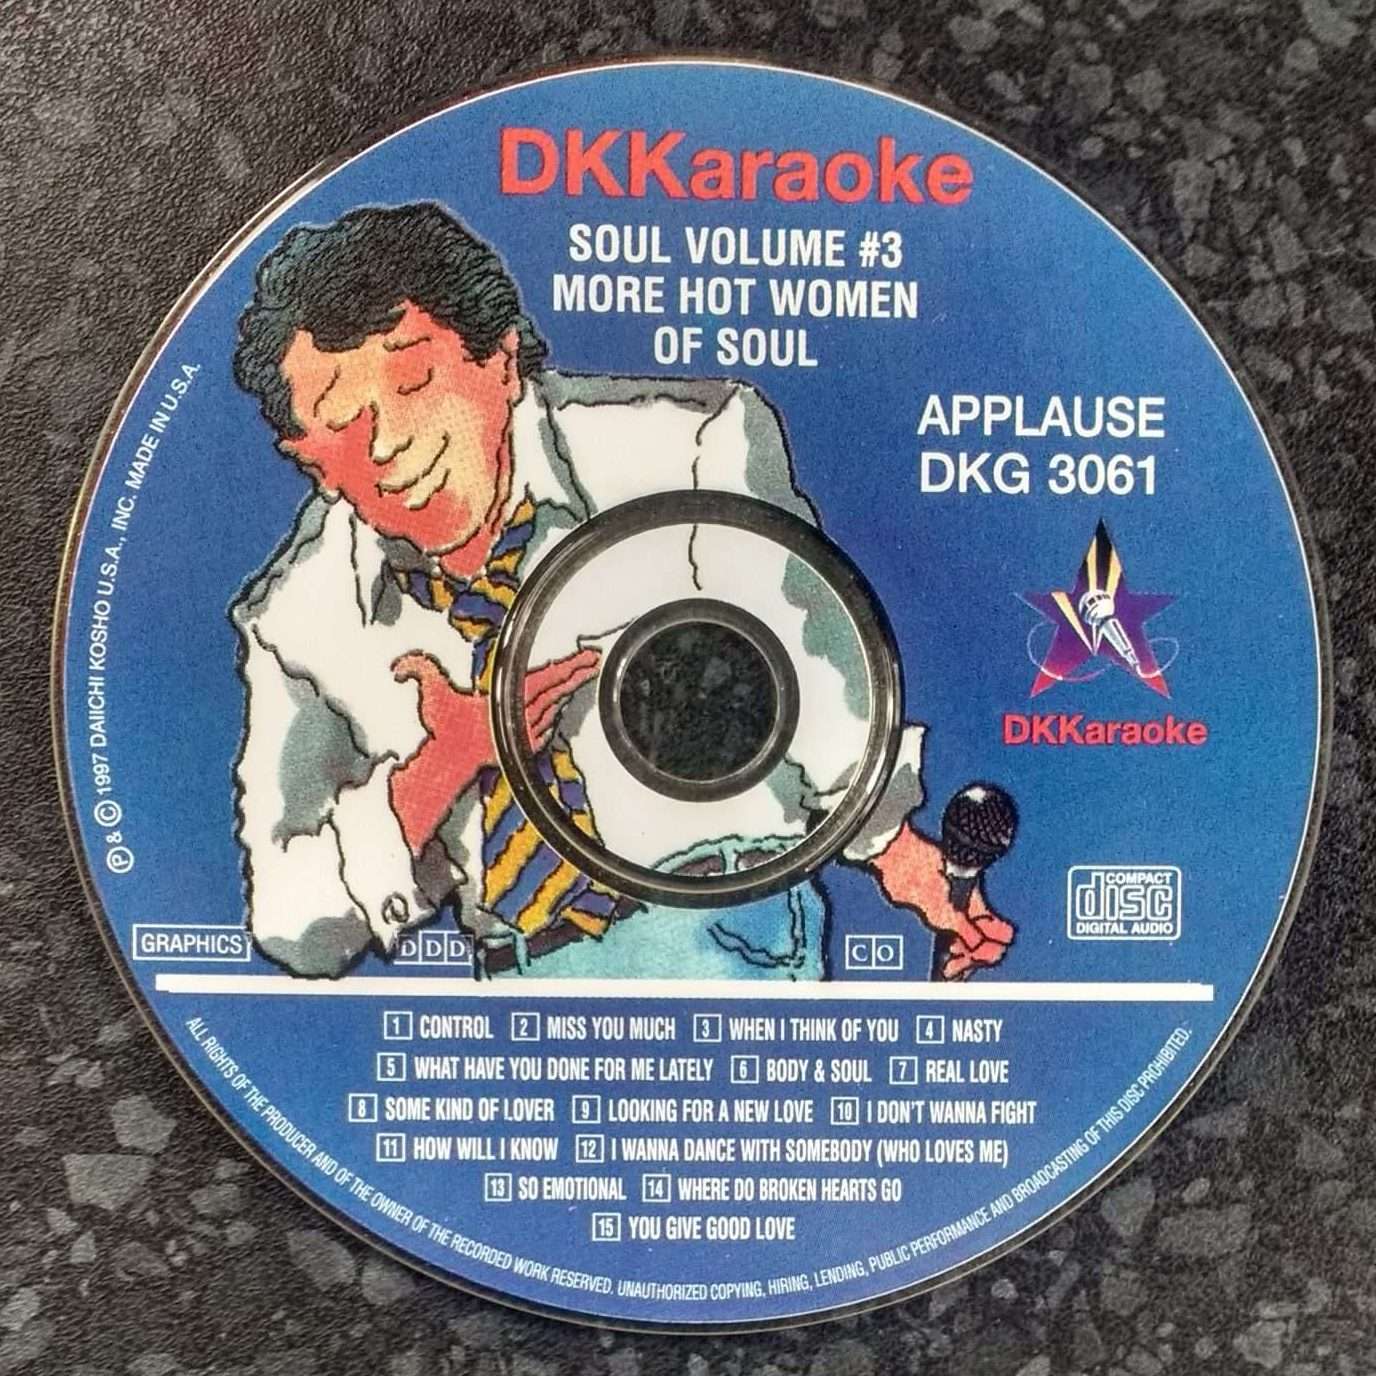 DKKaraoke
SOUL VOLUME #3
MORE HOT WOMEN
OF SOUL
APPLAUSE
DKG 3061
DKKaraoke
COMPACT
disc
DIGITAL AUDIO
GRAPHICS
DDD
CO
1 CONTROL 2 MISS YOU MUCH 3 WHEN I THINK OF YOU 4 NASTY
5 WHAT HAVE YOU DONE FOR ME LATELY 6 BODY & SOUL 7 REAL LOVE
8 SOME KIND OF LOVER 9 LOOKING FOR A NEW LOVE 10 I DON'T WANNA FIGHT
11 HOW WILL I KNOW 12 I WANNA DANCE WITH SOMEBODY (WHO LOVES ME)
13 SO EMOTIONAL 14 WHERE DO BROKEN HEARTS GO
15 YOU GIVE GOOD LOVE
℗ & © 1997 DAIICHI KOSHO U.S.A., INC. MADE IN U.S.A.
ALL RIGHTS OF THE PRODUCER AND OF THE OWNER OF THE RECORDED WORK RESERVED. UNAUTHORIZED COPYING, HIRING, LENDING, PUBLIC PERFORMANCE AND BROADCASTING OF THIS DISC PROHIBITED.